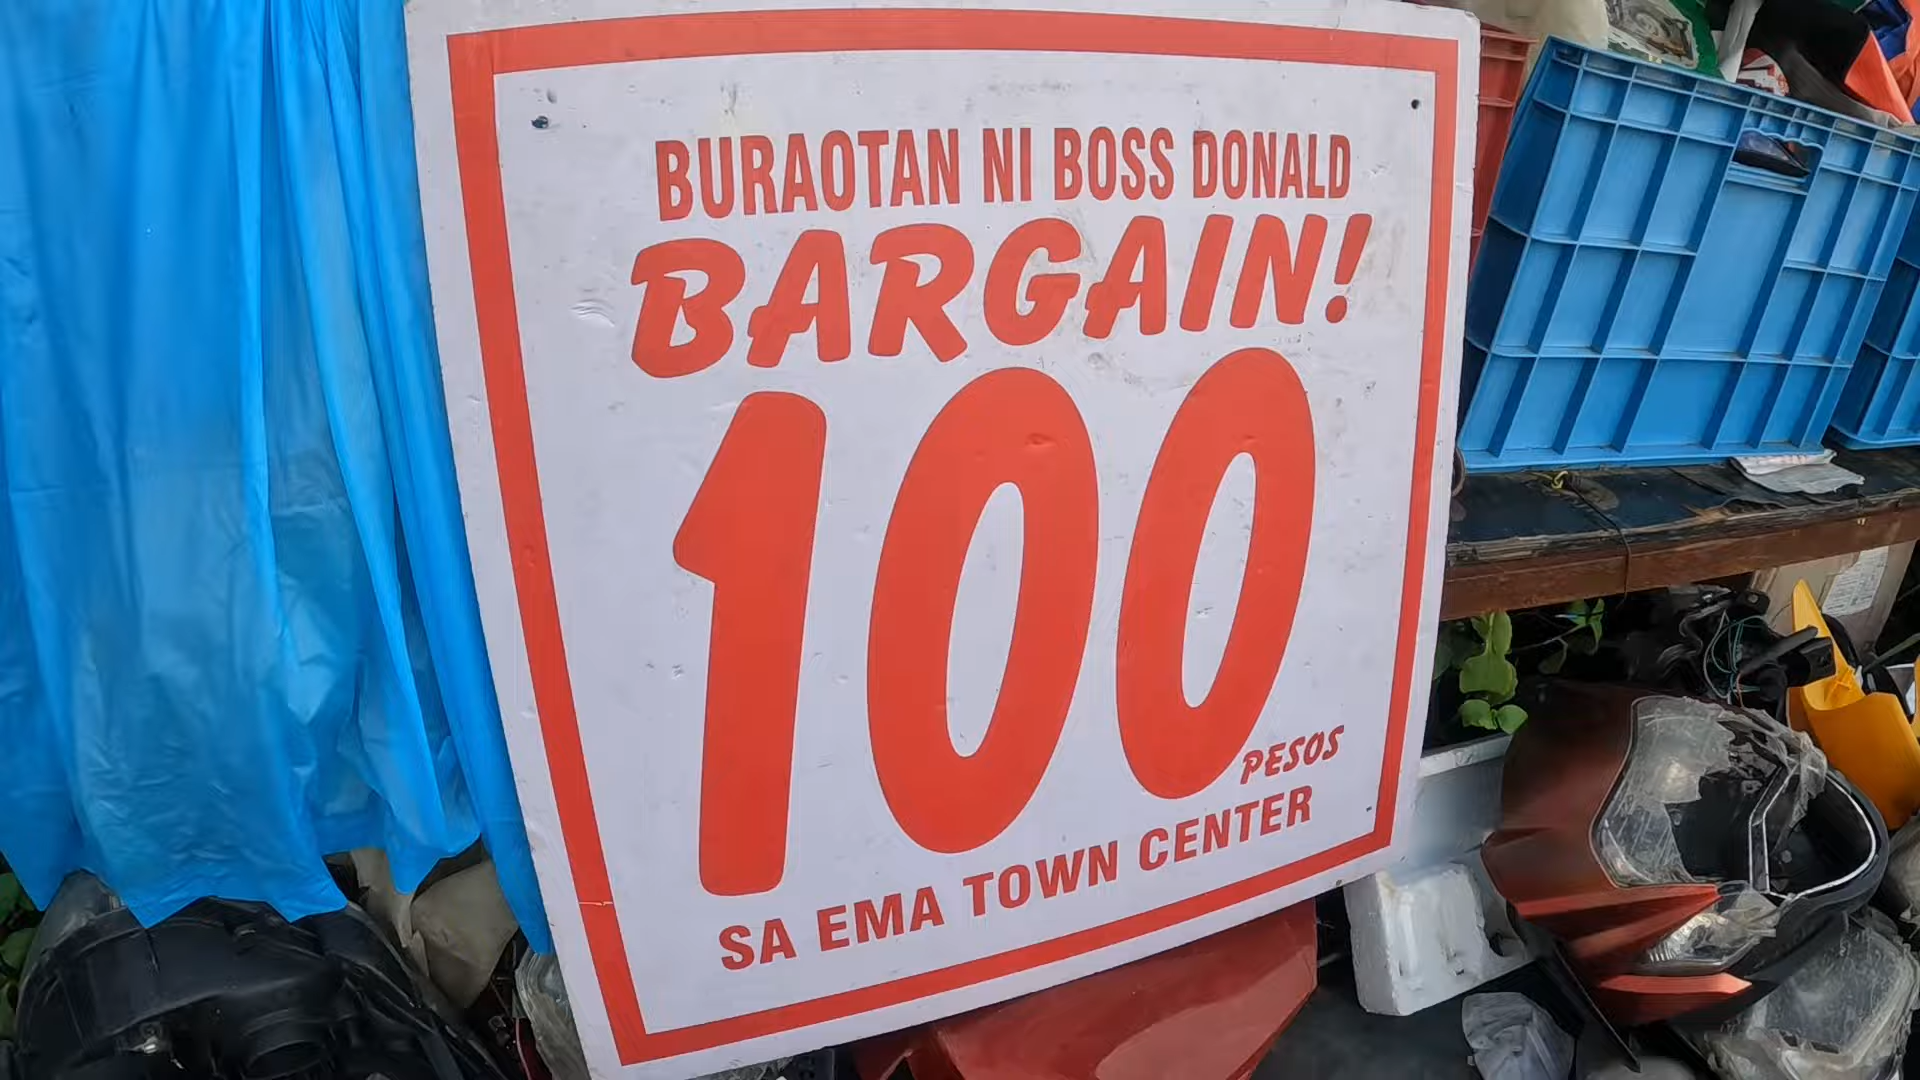 BURAOTAN NI BOSS DONALD
BARGAIN!
100
PESOS
SA EMA TOWN CENTER